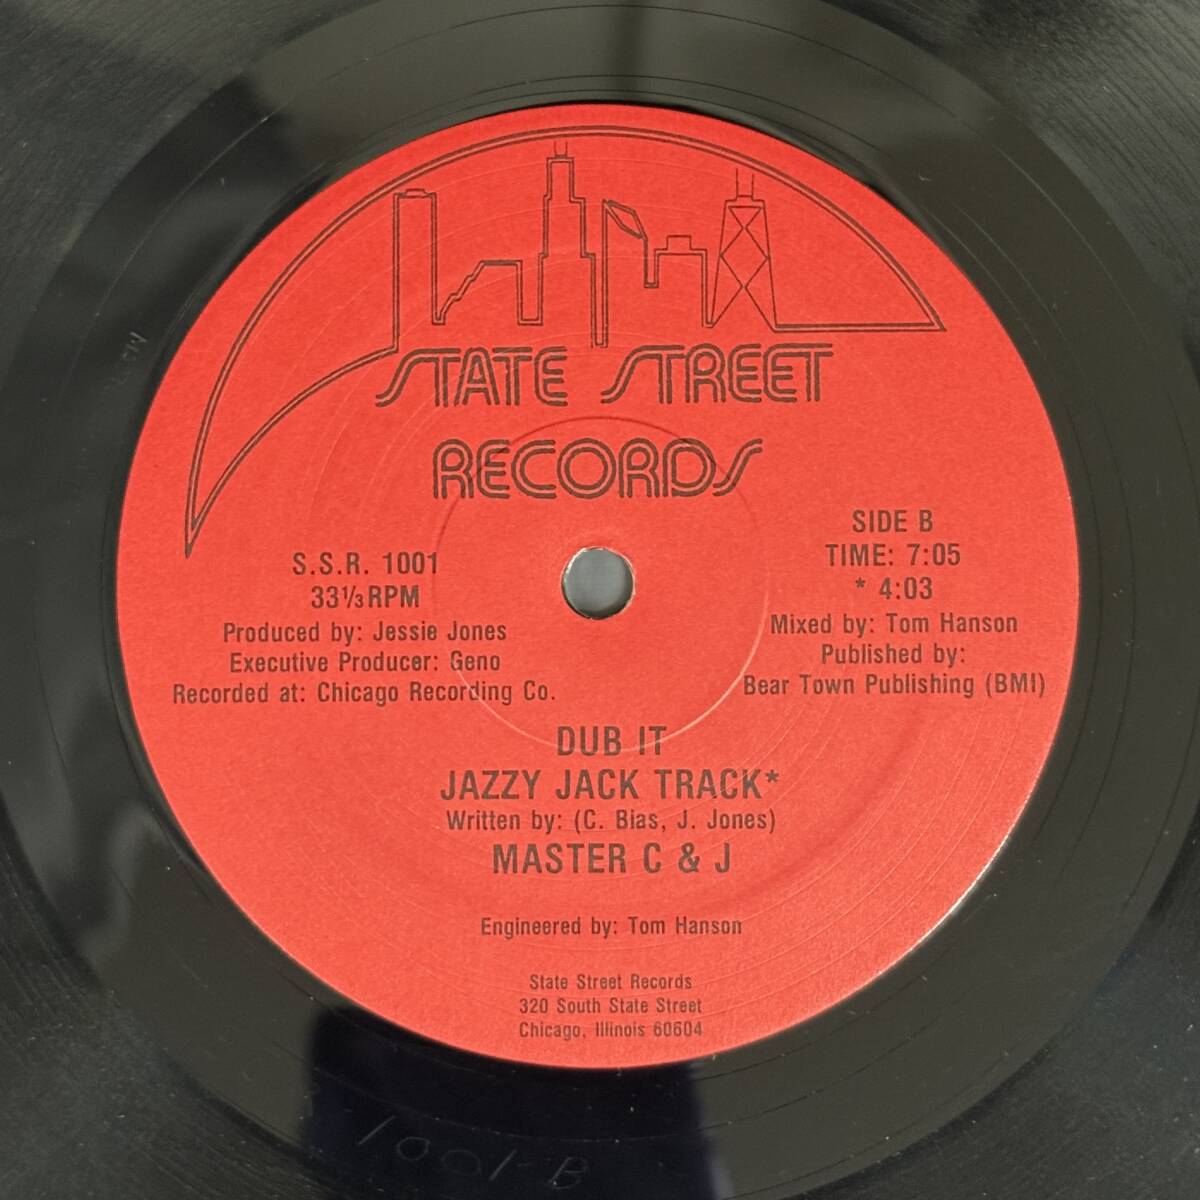 STATE STREET
RECORDS
S.S.R. 1001
33⅓RPM
Produced by: Jessie Jones
Executive Producer: Geno
Recorded at: Chicago Recording Co.
SIDE B
TIME: 7:05
* 4:03
Mixed by: Tom Hanson
Published by:
Bear Town Publishing (BMI)
DUB IT
JAZZY JACK TRACK*
Written by: (C. Bias, J. Jones)
MASTER C & J
Engineered by: Tom Hanson
State Street Records
320 South State Street
Chicago, Illinois 60604
1001-B